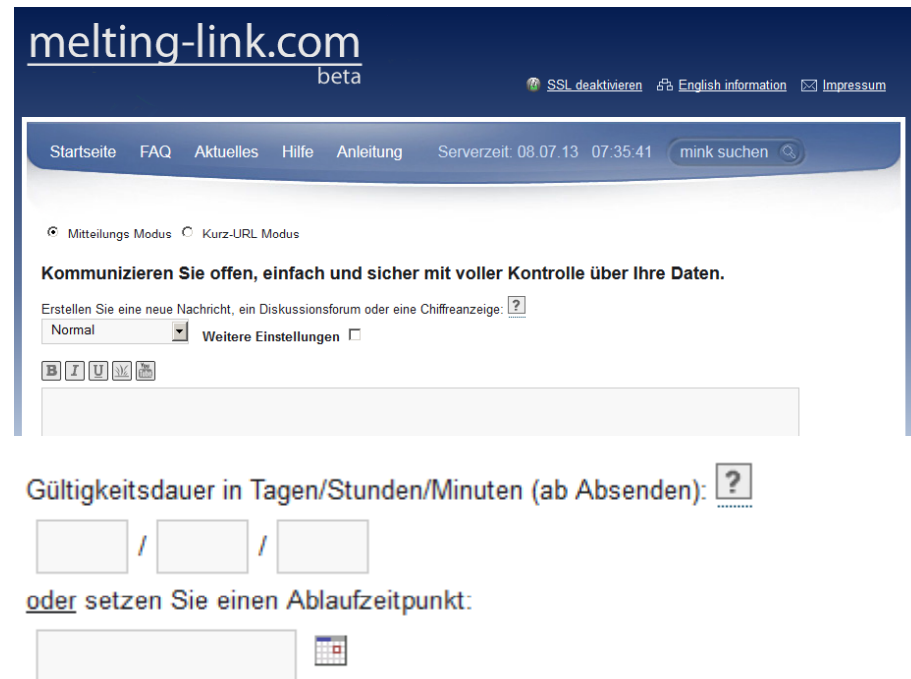 melting-link.com
beta
SSL deaktivieren English information Impressum
Startseite FAQ Aktuelles Hilfe Anleitung Serverzeit: 08.07.13 07:35:41 mink suchen
Mitteilungs Modus Kurz-URL Modus
Kommunizieren Sie offen, einfach und sicher mit voller Kontrolle über Ihre Daten.
Erstellen Sie eine neue Nachricht, ein Diskussionsforum oder eine Chiffreanzeige: ?
Normal Weitere Einstellungen
B I U
Gültigkeitsdauer in Tagen/Stunden/Minuten (ab Absenden): ?
/ /
oder setzen Sie einen Ablaufzeitpunkt: